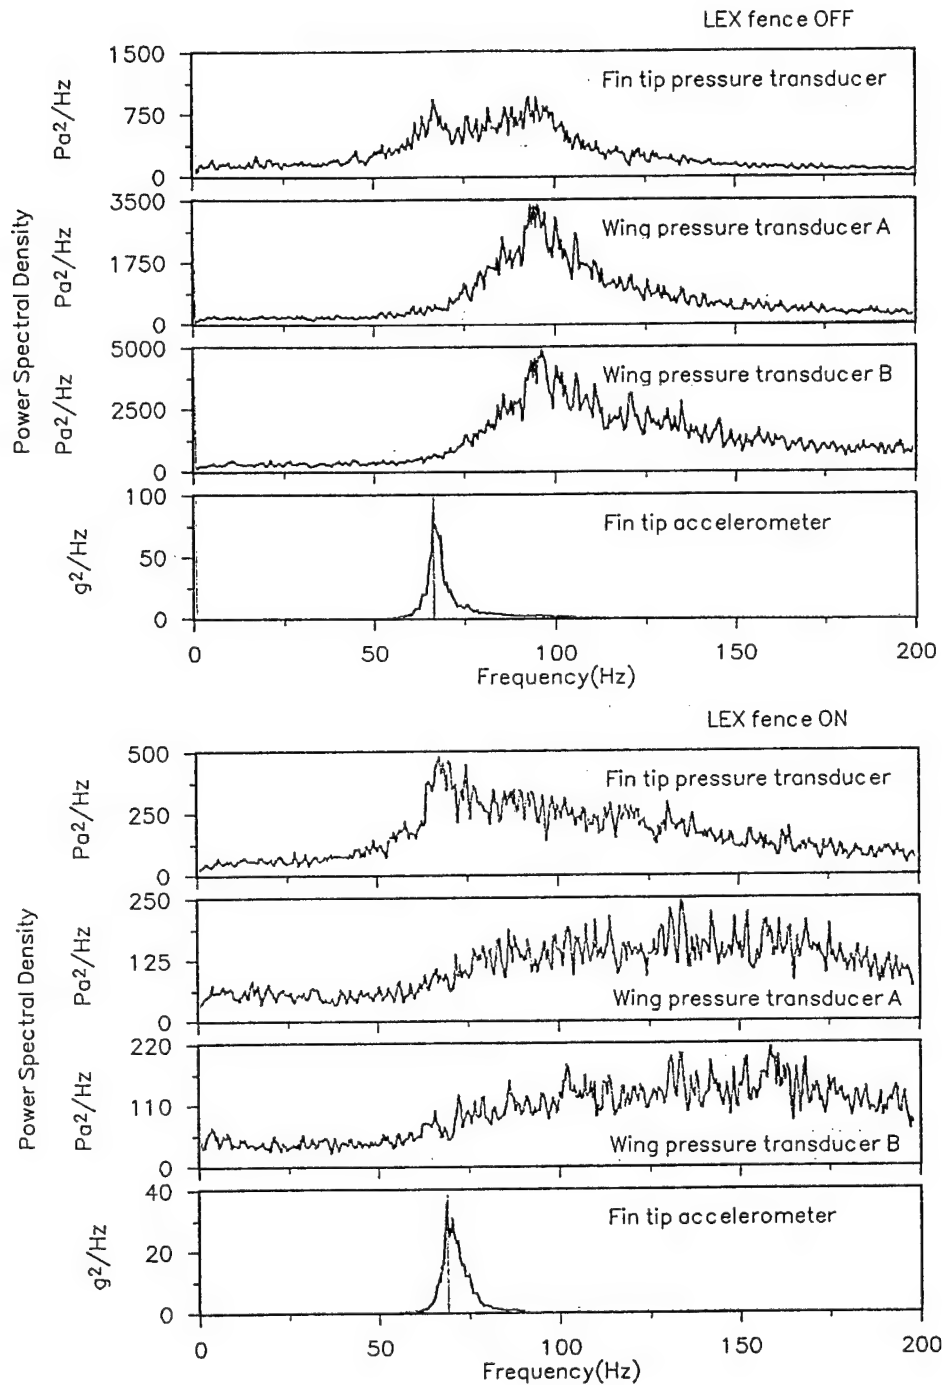 LEX fence OFF
Power Spectral Density
Pa²/Hz
1500
750
0
Fin tip pressure transducer
Pa²/Hz
3500
1750
0
Wing pressure transducer A
Pa²/Hz
5000
2500
0
Wing pressure transducer B
g²/Hz
100
50
0
Fin tip accelerometer
0 50 100 150 200
Frequency(Hz)
LEX fence ON
Power Spectral Density
Pa²/Hz
500
250
0
Fin tip pressure transducer
Pa²/Hz
250
125
0
Wing pressure transducer A
Pa²/Hz
220
110
0
Wing pressure transducer B
g²/Hz
40
20
0
Fin tip accelerometer
0 50 100 150 200
Frequency(Hz)